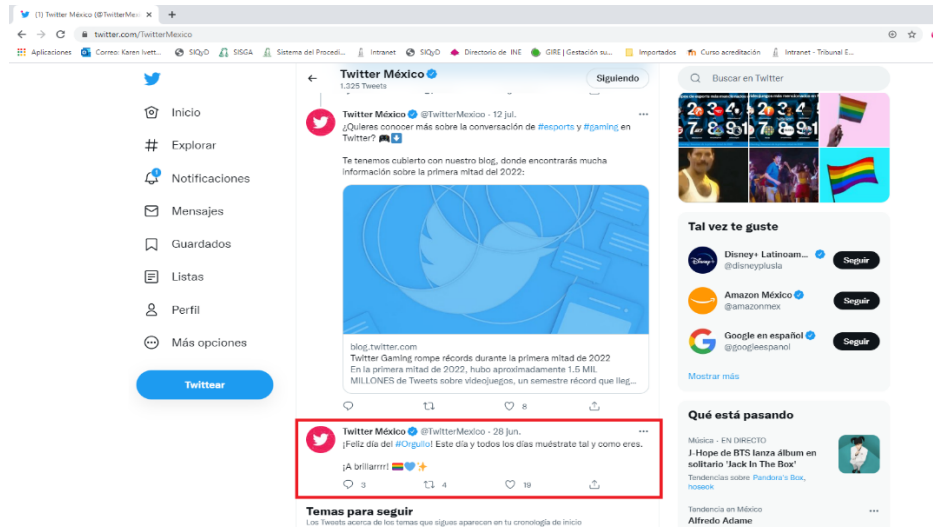 (1) Twitter México (@TwitterMexi
twitter.com/TwitterMexico
Aplicaciones Correo: Karen Ivett... SIQyD SISGA Sistema del Procedi... Intranet SIQyD Directorio de INE GIRE | Gestación su... Importados Curso acreditación Intranet - Tribunal E...
Inicio
Explorar
Notificaciones
Mensajes
Guardados
Listas
Perfil
Más opciones
Twittear
Twitter México
1,325 Tweets
Siguiendo
Twitter México @TwitterMexico · 12 jul.
¿Quieres conocer más sobre la conversación de #esports y #gaming en
Twitter? 🎮⬇️
Te tenemos cubierto con nuestro blog, donde encontrarás mucha
información sobre la primera mitad del 2022:
blog.twitter.com
Twitter Gaming rompe récords durante la primera mitad de 2022
En la primera mitad de 2022, hubo aproximadamente 1.5 MIL
MILLONES de Tweets sobre videojuegos, un semestre récord que lleg...
8
Twitter México @TwitterMexico · 28 jun.
¡Feliz día del #Orgullo! Este día y todos los días muéstrate tal y como eres.
¡A brillarrrr! 🏳️‍🌈💙✨
3 4 19
Temas para seguir
Los Tweets acerca de los temas que sigues aparecen en tu cronología de inicio
Buscar en Twitter
Tal vez te guste
Disney+ Latinoam...
@disneyplusla
Seguir
Amazon México
@amazonmex
Seguir
Google en español
@googleespanol
Seguir
Mostrar más
Qué está pasando
Música · EN DIRECTO
J-Hope de BTS lanza álbum en
solitario 'Jack In The Box'
Tendencias sobre Pandora's Box,
hoseok
Tendencia en México
Alfredo Adame